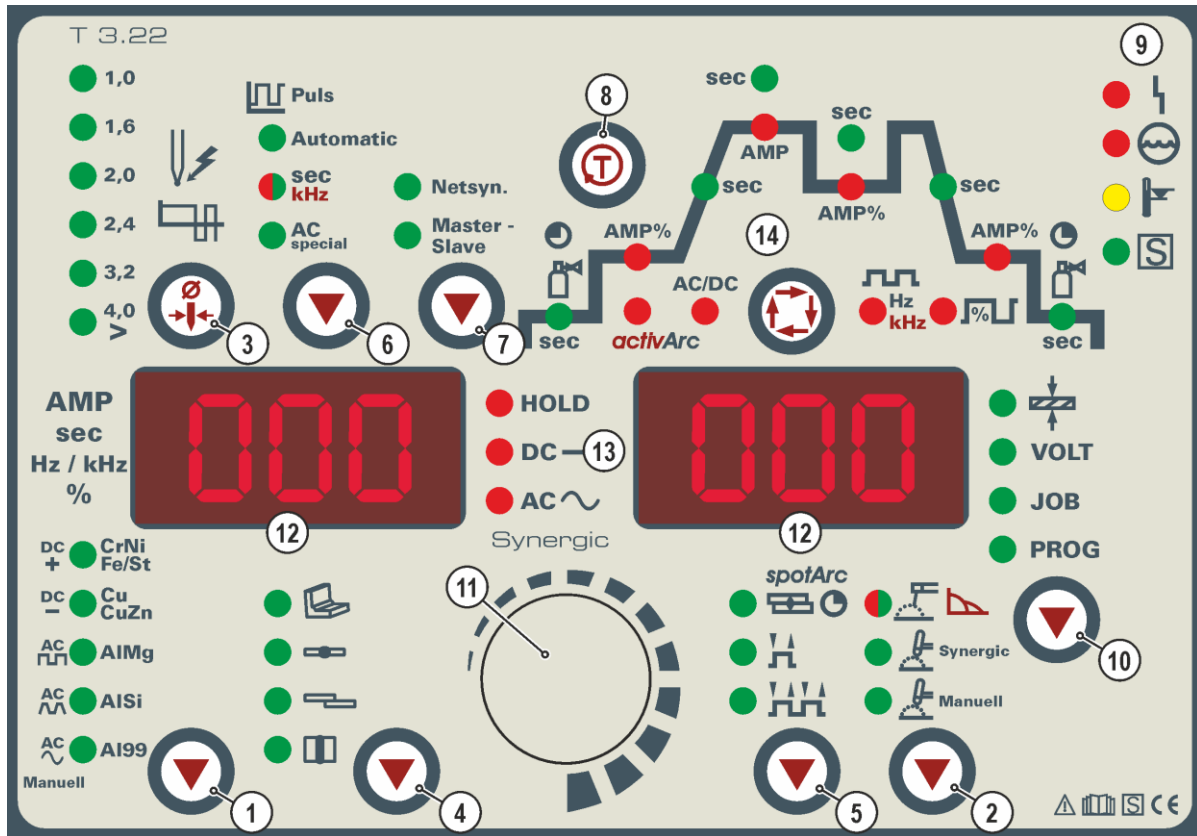 T 3.22
1,0
1,6
2,0
2,4
3,2
4,0
>
Puls
Automatic
sec
kHz
AC
special
Netsyn.
Master -
Slave
3
6
7
8
T
sec
AMP
sec
sec
AMP%
sec
AMP%
AMP%
14
AC/DC
activArc
sec
Hz
kHz
%
sec
9
S
AMP
sec
Hz / kHz
%
000
12
HOLD
DC
13
AC
000
12
VOLT
JOB
PROG
10
Synergic
11
DC
+
CrNi
Fe/St
DC
−
Cu
CuZn
AC
AlMg
AC
AlSi
AC
Al99
Manuell
1
4
spotArc
Synergic
Manuell
5
2
S CE